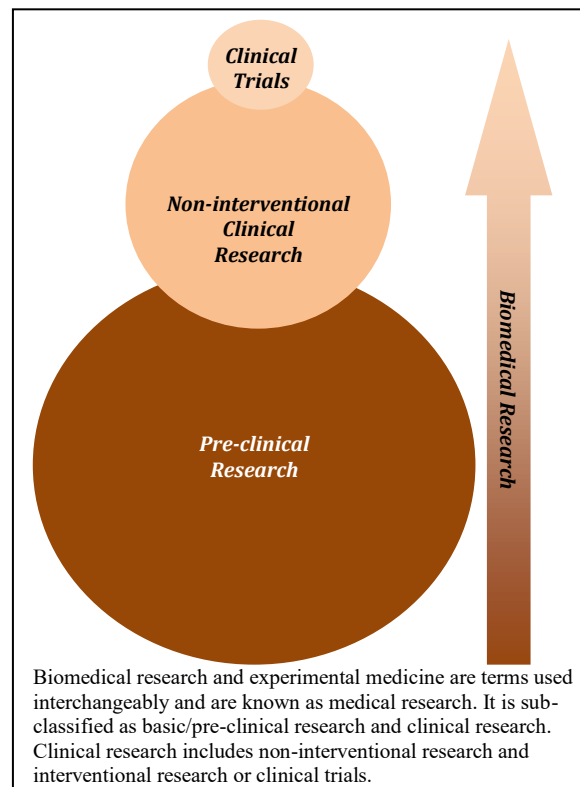 Clinical
Trials
Non-interventional
Clinical
Research
Biomedical Research
Pre-clinical
Research
Biomedical research and experimental medicine are terms used
interchangeably and are known as medical research. It is sub-
classified as basic/pre-clinical research and clinical research.
Clinical research includes non-interventional research and
interventional research or clinical trials.